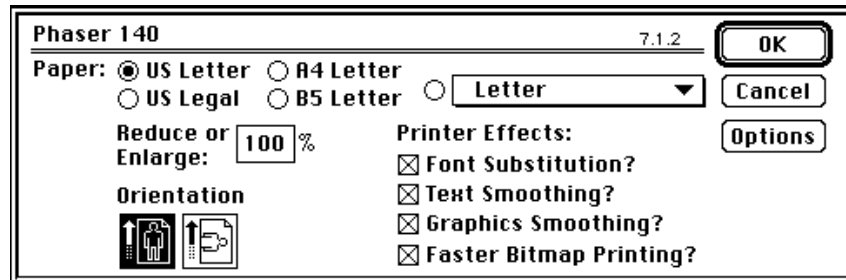 Phaser 140 7.1.2 OK
Paper: US Letter A4 Letter
US Legal B5 Letter Letter Cancel
Reduce or Enlarge: 100 % Printer Effects: Options
Font Substitution?
Orientation Text Smoothing?
Graphics Smoothing?
Faster Bitmap Printing?